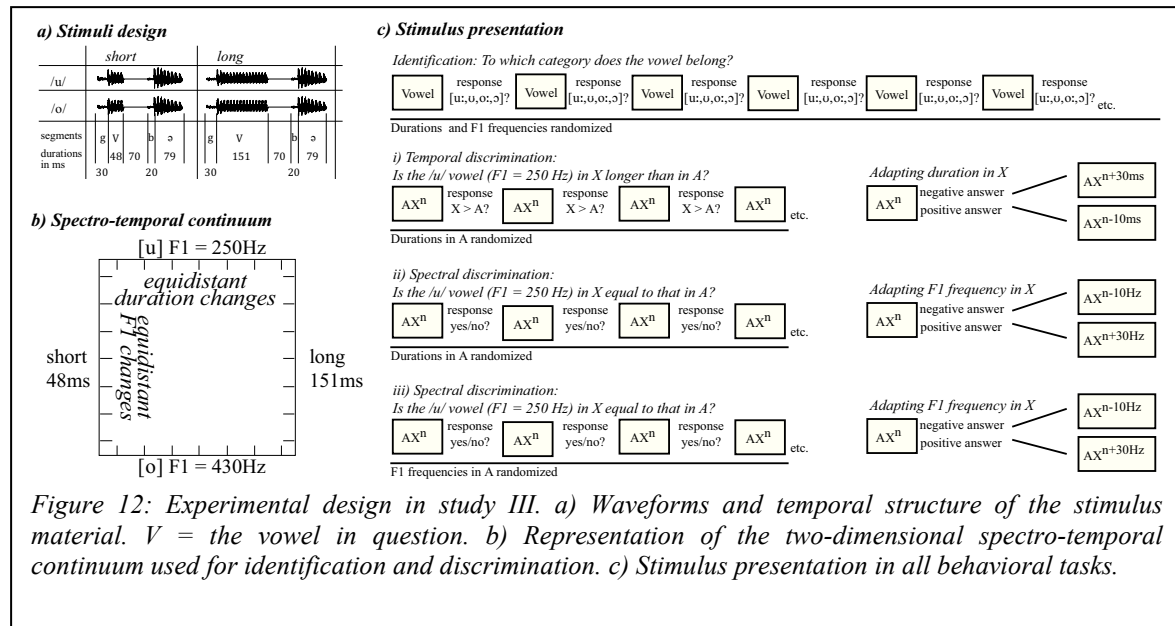 a) Stimuli design
short long
/u/
/o/
segments g V b ə g V b ə
durations in ms 48 70 79 151 70 79
30 20 30 20
b) Spectro-temporal continuum
[u] F1 = 250Hz
equidistant
duration changes
equidistant
F1 changes
short
48ms
long
151ms
[o] F1 = 430Hz
c) Stimulus presentation
Identification: To which category does the vowel belong?
Vowel response [u:,ʊ,o:,ɔ]? Vowel response [u:,ʊ,o:,ɔ]? Vowel response [u:,ʊ,o:,ɔ]? Vowel response [u:,ʊ,o:,ɔ]? Vowel response [u:,ʊ,o:,ɔ]? Vowel response [u:,ʊ,o:,ɔ]? etc.
Durations and F1 frequencies randomized
i) Temporal discrimination:
Is the /u/ vowel (F1 = 250 Hz) in X longer than in A?
AXⁿ response X > A? AXⁿ response X > A? AXⁿ response X > A? AXⁿ etc.
Durations in A randomized
Adapting duration in X
AXⁿ negative answer AXⁿ⁺³⁰ms
positive answer AXⁿ⁻¹⁰ms
ii) Spectral discrimination:
Is the /u/ vowel (F1 = 250 Hz) in X equal to that in A?
AXⁿ response yes/no? AXⁿ response yes/no? AXⁿ response yes/no? AXⁿ etc.
Durations in A randomized
Adapting F1 frequency in X
AXⁿ negative answer AXⁿ⁻¹⁰Hz
positive answer AXⁿ⁺³⁰Hz
iii) Spectral discrimination:
Is the /u/ vowel (F1 = 250 Hz) in X equal to that in A?
AXⁿ response yes/no? AXⁿ response yes/no? AXⁿ response yes/no? AXⁿ etc.
F1 frequencies in A randomized
Adapting F1 frequency in X
AXⁿ negative answer AXⁿ⁻¹⁰Hz
positive answer AXⁿ⁺³⁰Hz
Figure 12: Experimental design in study III. a) Waveforms and temporal structure of the stimulus
material. V = the vowel in question. b) Representation of the two-dimensional spectro-temporal
continuum used for identification and discrimination. c) Stimulus presentation in all behavioral tasks.